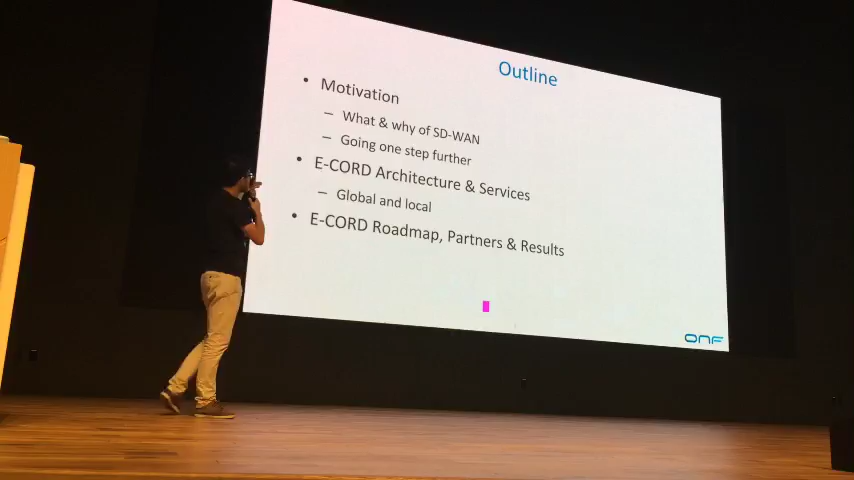 Outline
• Motivation
– What & why of SD-WAN
– Going one step further
• E-CORD Architecture & Services
– Global and local
• E-CORD Roadmap, Partners & Results
ONF